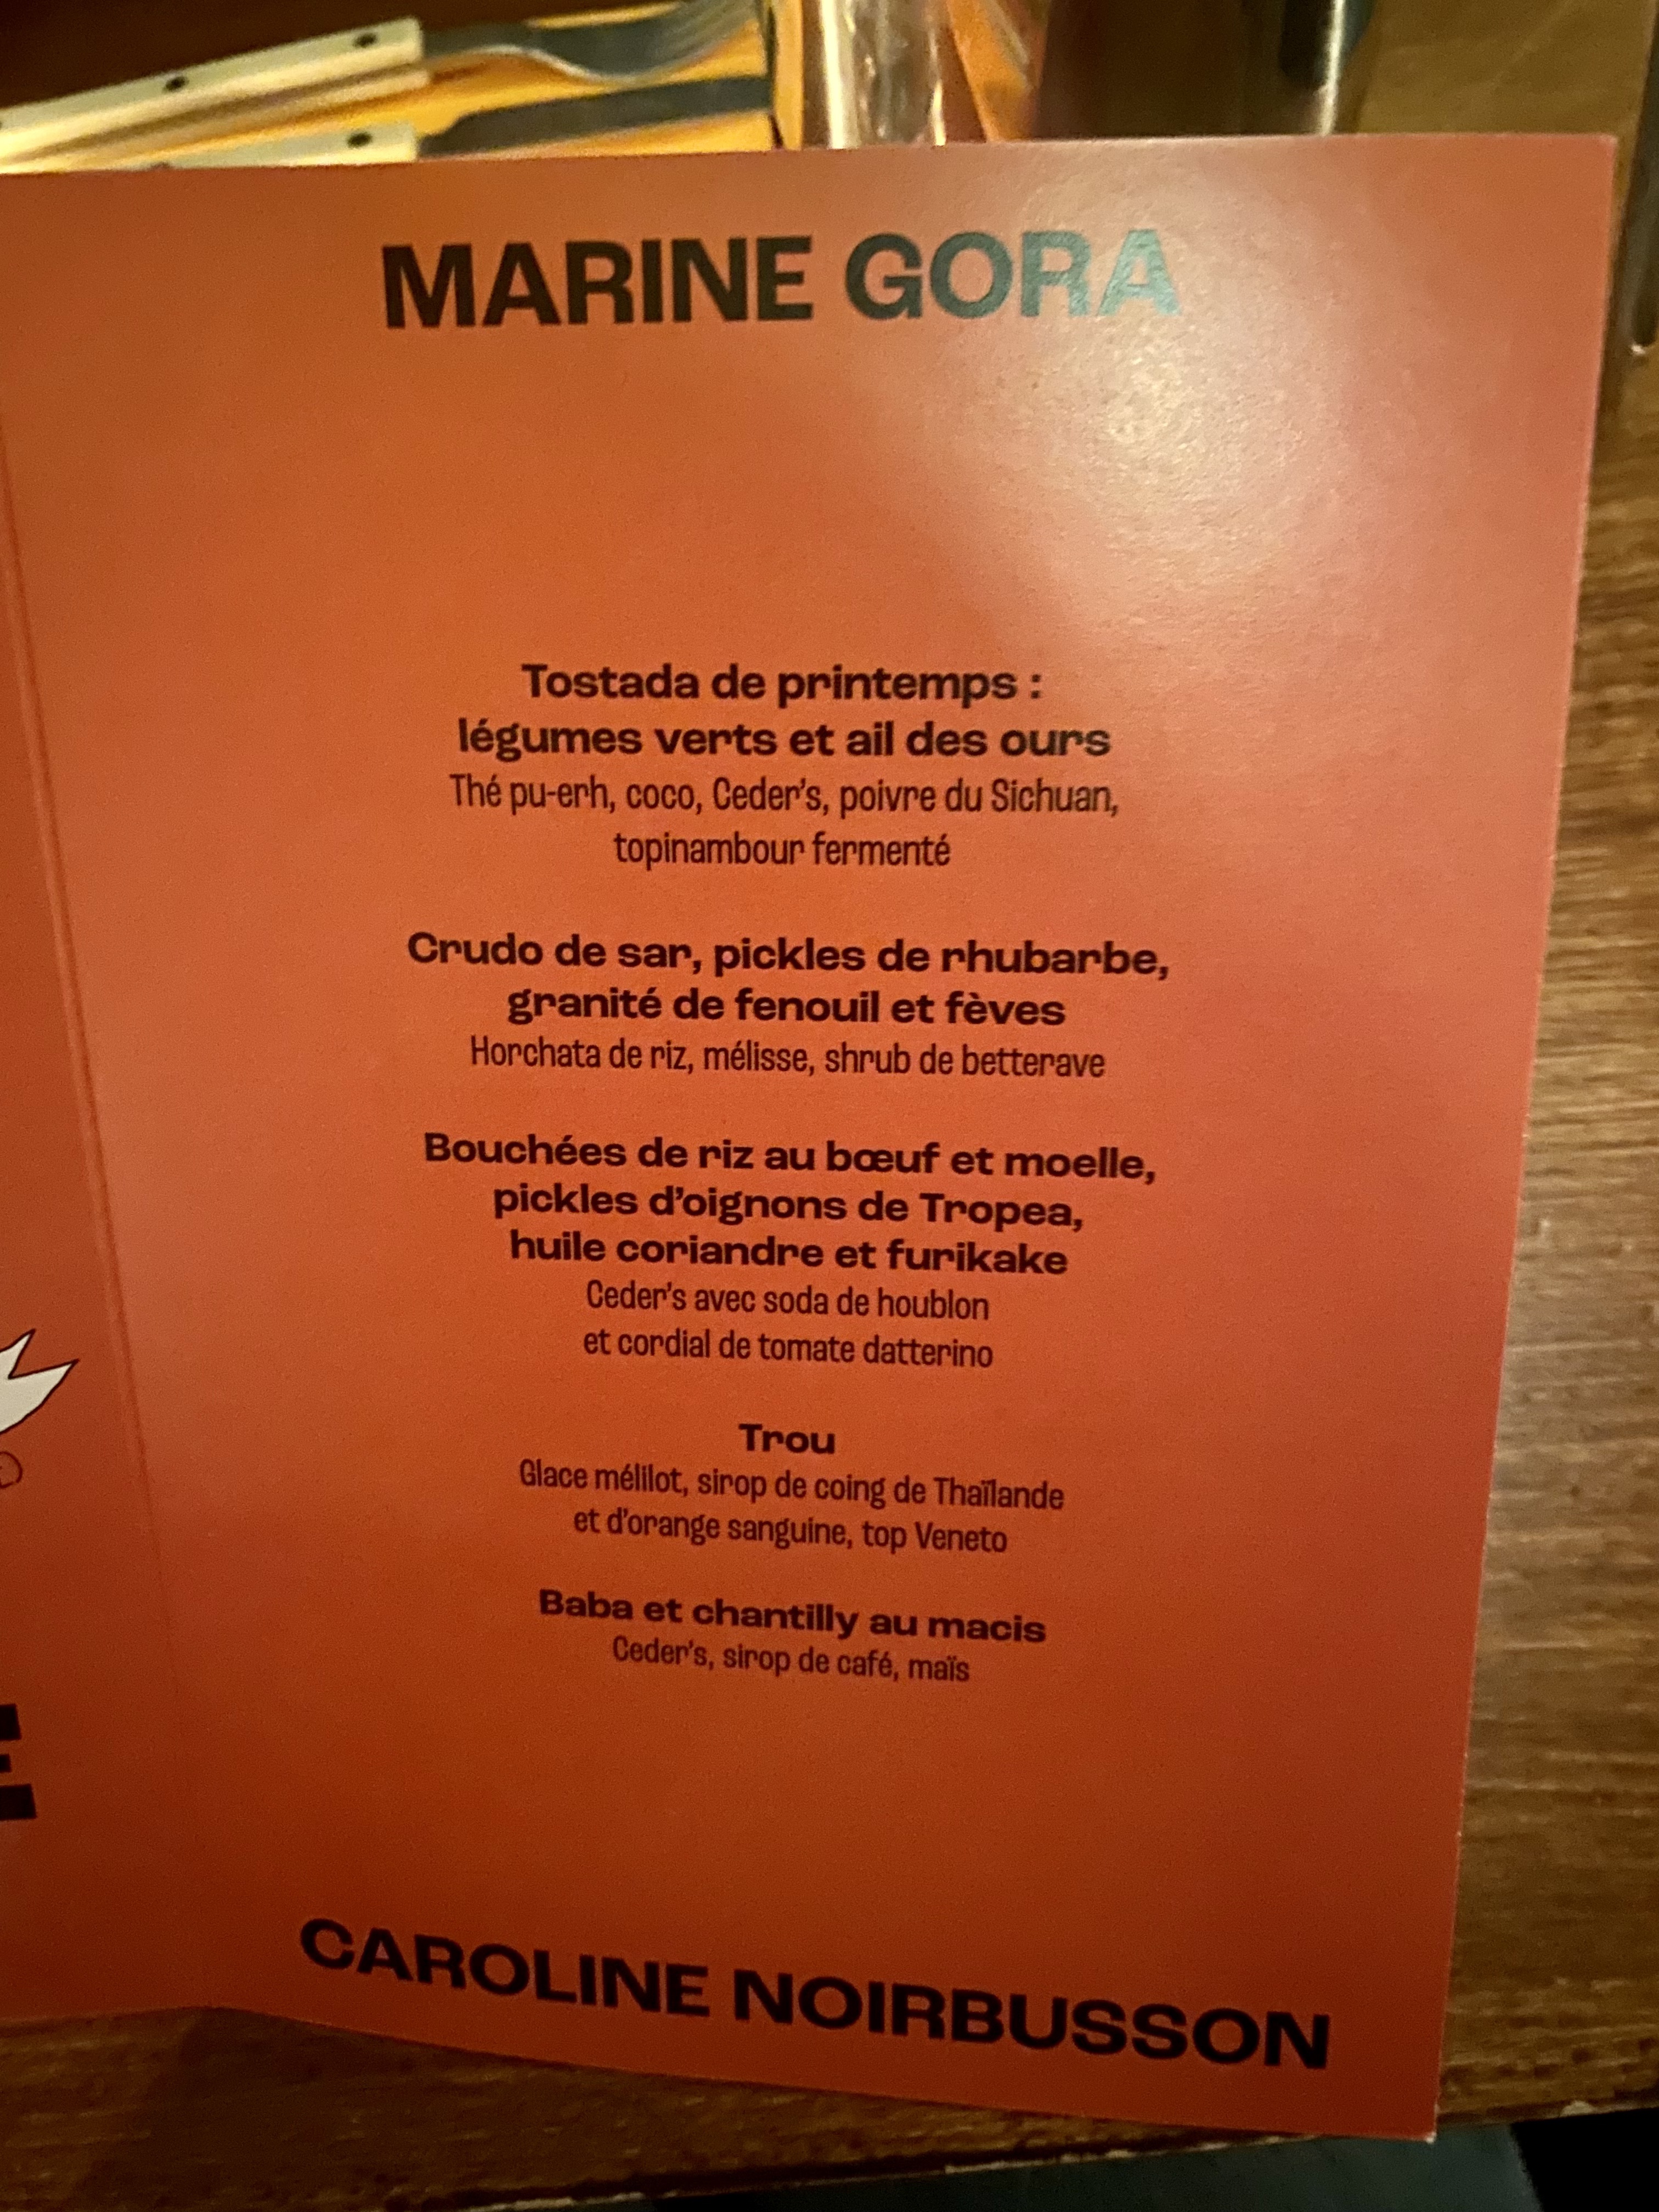 MARINE GORA
Tostada de printemps :
légumes verts et ail des ours
Thé pu-erh, coco, Ceder's, poivre du Sichuan,
topinambour fermenté
Crudo de sar, pickles de rhubarbe,
granité de fenouil et fèves
Horchata de riz, mélisse, shrub de betterave
Bouchées de riz au bœuf et moelle,
pickles d'oignons de Tropea,
huile coriandre et furikake
Ceder's avec soda de houblon
et cordial de tomate datterino
Trou
Glace mélilot, sirop de coing de Thaïlande
et d'orange sanguine, top Veneto
Baba et chantilly au macis
Ceder's, sirop de café, maïs
E
CAROLINE NOIRBUSSON